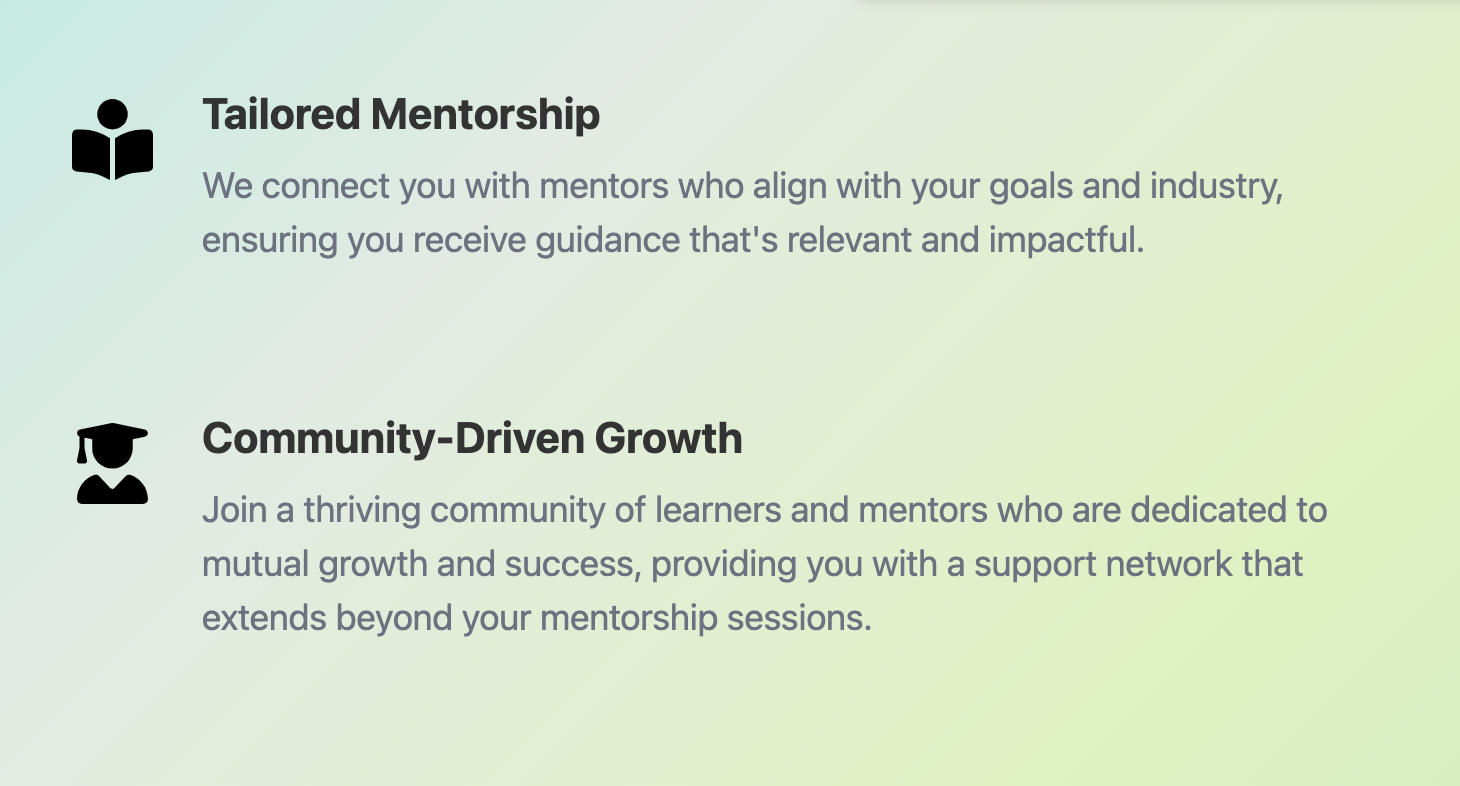 Tailored Mentorship
We connect you with mentors who align with your goals and industry,
ensuring you receive guidance that's relevant and impactful.
Community-Driven Growth
Join a thriving community of learners and mentors who are dedicated to
mutual growth and success, providing you with a support network that
extends beyond your mentorship sessions.